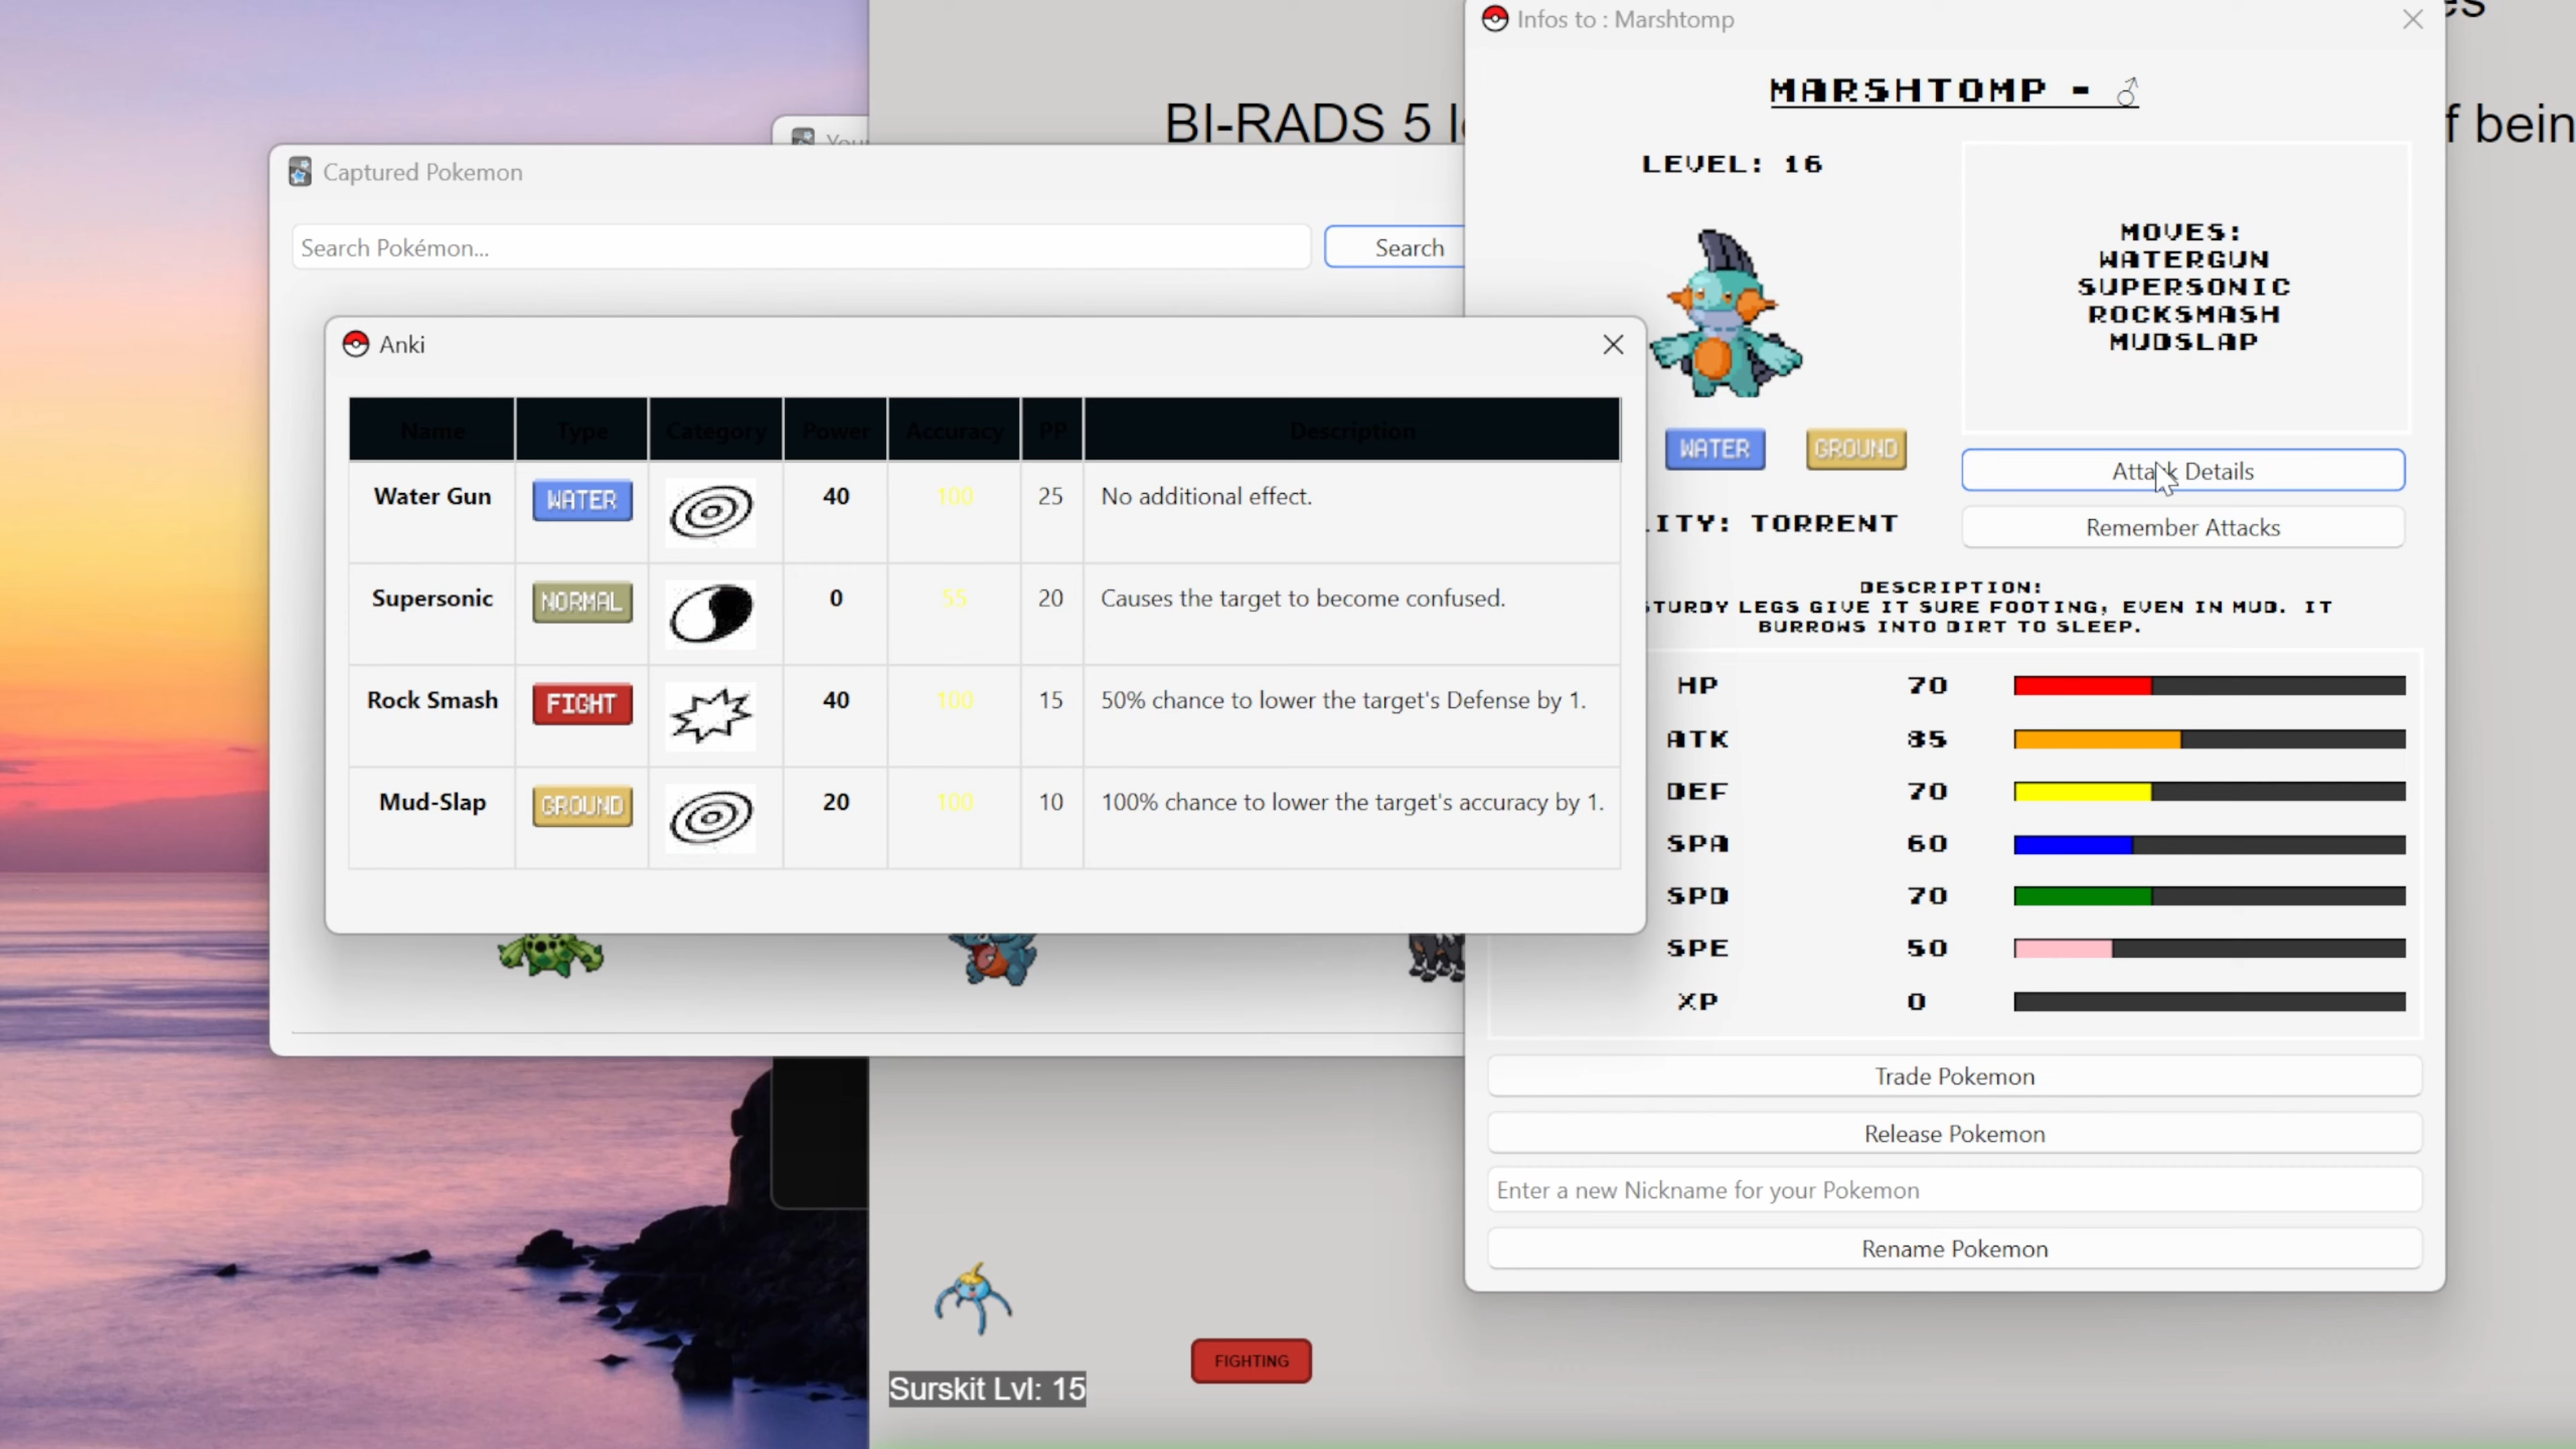 es
Infos to : Marshtomp
MARSHTOMP - ♂
BI-RADS 5 l
f bein
You
LEVEL: 16
Captured Pokemon
Search Pokémon...
Search
MOVES:
WATERGUN
SUPERSONIC
ROCKSMASH
MUDSLAP
WATER GROUND
Attack Details
Remember Attacks
LITY: TORRENT
DESCRIPTION:
STURDY LEGS GIVE IT SURE FOOTING, EVEN IN MUD. IT
BURROWS INTO DIRT TO SLEEP.
Anki
Name Type Category Power Accuracy PP Description
Water Gun WATER 40 100 25 No additional effect.
Supersonic NORMAL 0 55 20 Causes the target to become confused.
Rock Smash FIGHT 40 100 15 50% chance to lower the target's Defense by 1.
Mud-Slap GROUND 20 100 10 100% chance to lower the target's accuracy by 1.
HP 70
ATK 85
DEF 70
SPA 60
SPD 70
SPE 50
XP 0
Trade Pokemon
Release Pokemon
Enter a new Nickname for your Pokemon
Rename Pokemon
FIGHTING
Surskit Lvl: 15